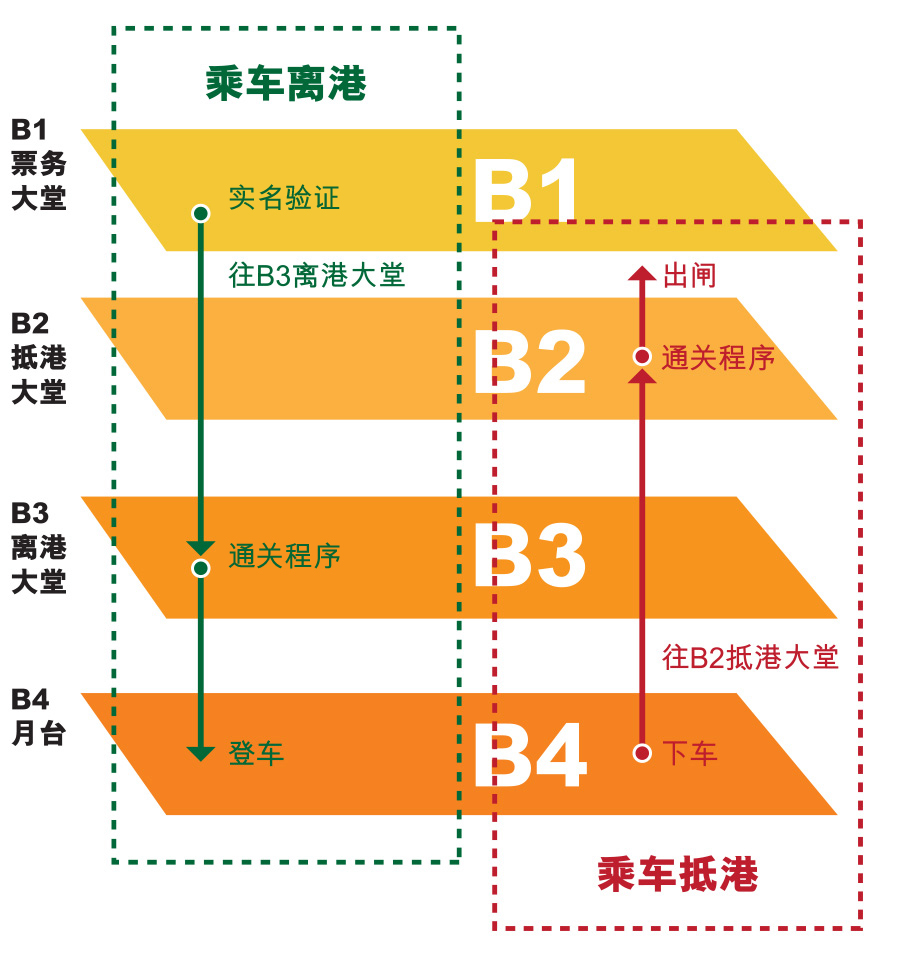 乘车离港
B1
票务
大堂
B1
实名验证
往B3离港大堂
出闸
B2
抵港
大堂
B2
通关程序
B3
离港
大堂
B3
通关程序
往B2抵港大堂
B4
月台
B4
登车
下车
乘车抵港